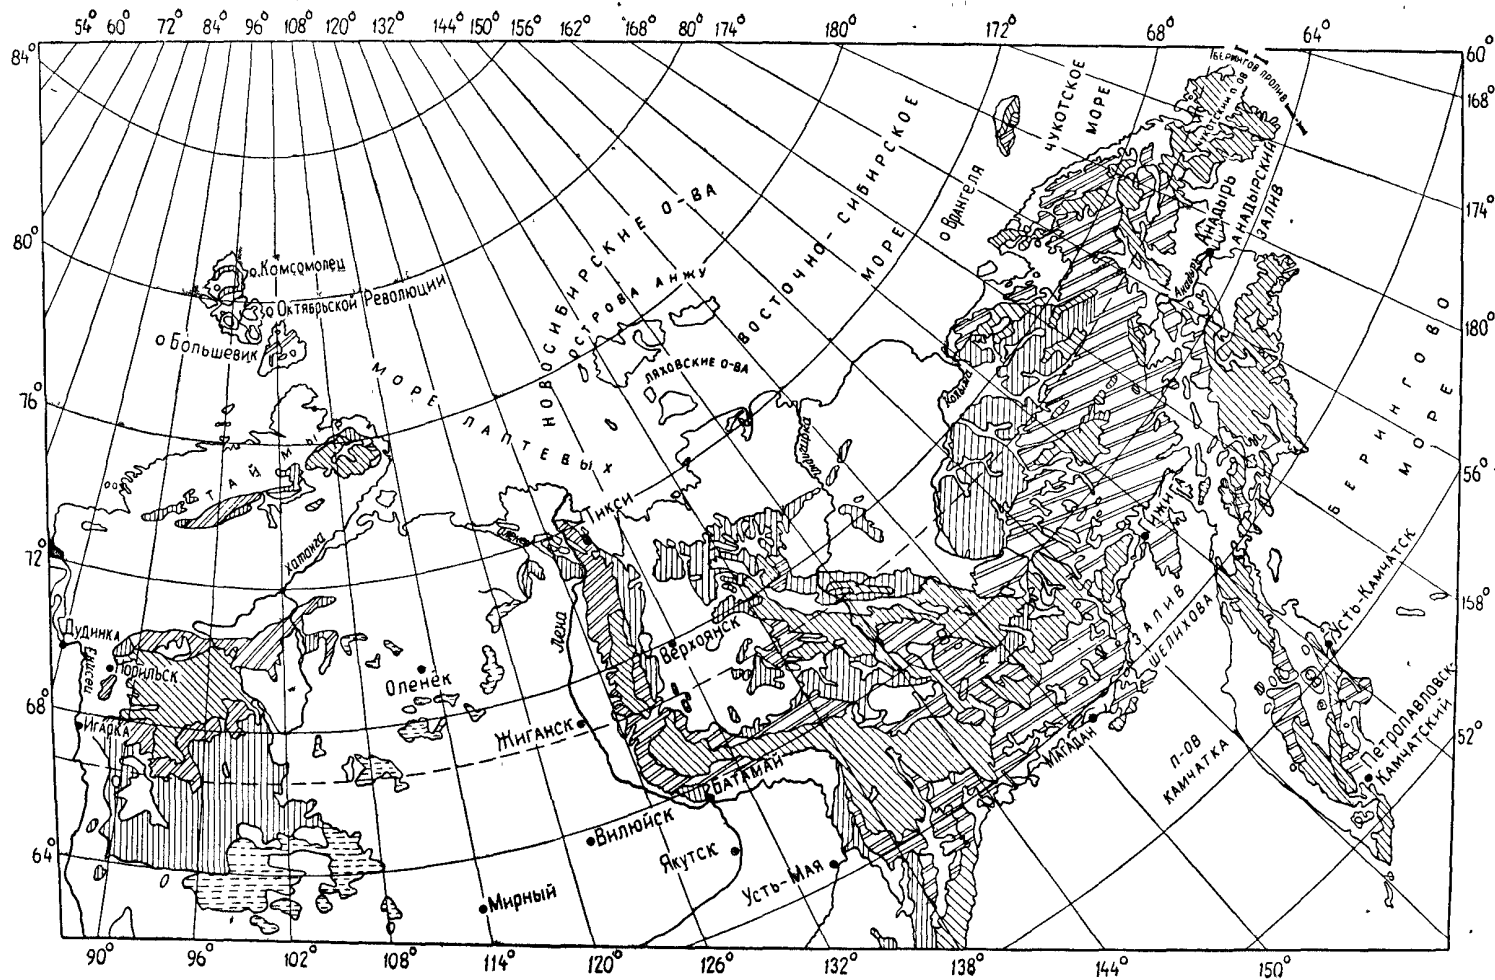 54° 60° 72° 84° 96° 108° 120° 132° 144° 150° 156° 162° 168° 80° 174° 180° 172° 68° 64° 60°
84°
80°
76°
72°
68°
64°
168°
174°
180°
56°
158°
52°
90° 96° 102° 108° 114° 120° 126° 132° 138° 144° 150°
БЕРИНГОВ ПРОЛИВ
ЧУКОТСКИЙ П-ОВ
ЧУКОТСКОЕ
МОРЕ
о Врангеля
ВОСТОЧНО-СИБИРСКОЕ
МОРЕ
АНАДЫРЬ
АНАДЫРСКИЙ
ЗАЛИВ
Анадырь
НОВОСИБИРСКИЕ О-ВА
ОСТРОВА АНЖУ
ЛЯХОВСКИЕ О-ВА
о.Комсомолец
о Октябрьской Революции
о Большевик
МОРЕ ЛАПТЕВЫХ
ТАЙМЫ
Хатанга
Колыма
Индигирка
БЕРИНГОВО
МОРЕ
Тикси
Лена
Дудинка
Енисей
Норильск
Игарка
Оленёк
Жиганск
Верхоянск
Батамай
Вилюйск
Якутск
Усть-Мая
Мирный
Магадан
ЗАЛИВ
ШЕЛИХОВА
П-ОВ
КАМЧАТКА
Усть-Камчатск
Петропавловск-
Камчатский